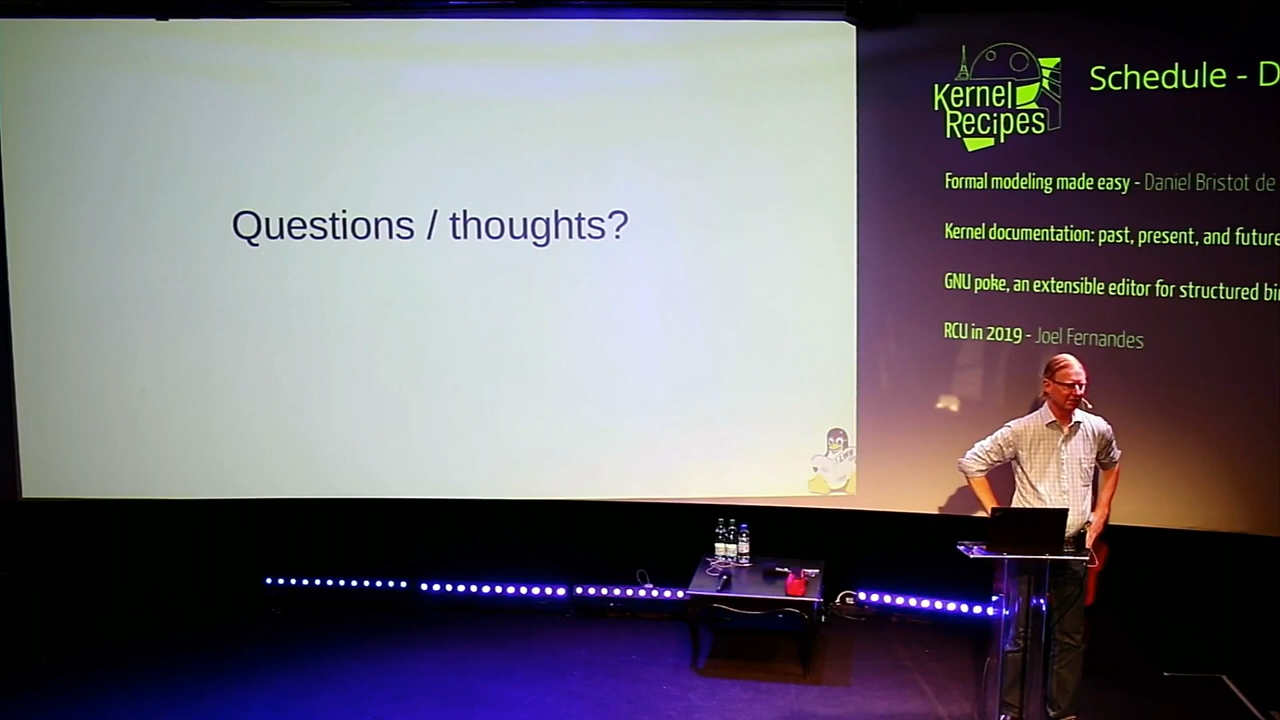 Questions / thoughts?
Kernel
Recipes
Schedule - D
Formal modeling made easy - Daniel Bristot de
Kernel documentation: past, present, and future
GNU poke, an extensible editor for structured bi
RCU in 2019 - Joel Fernandes